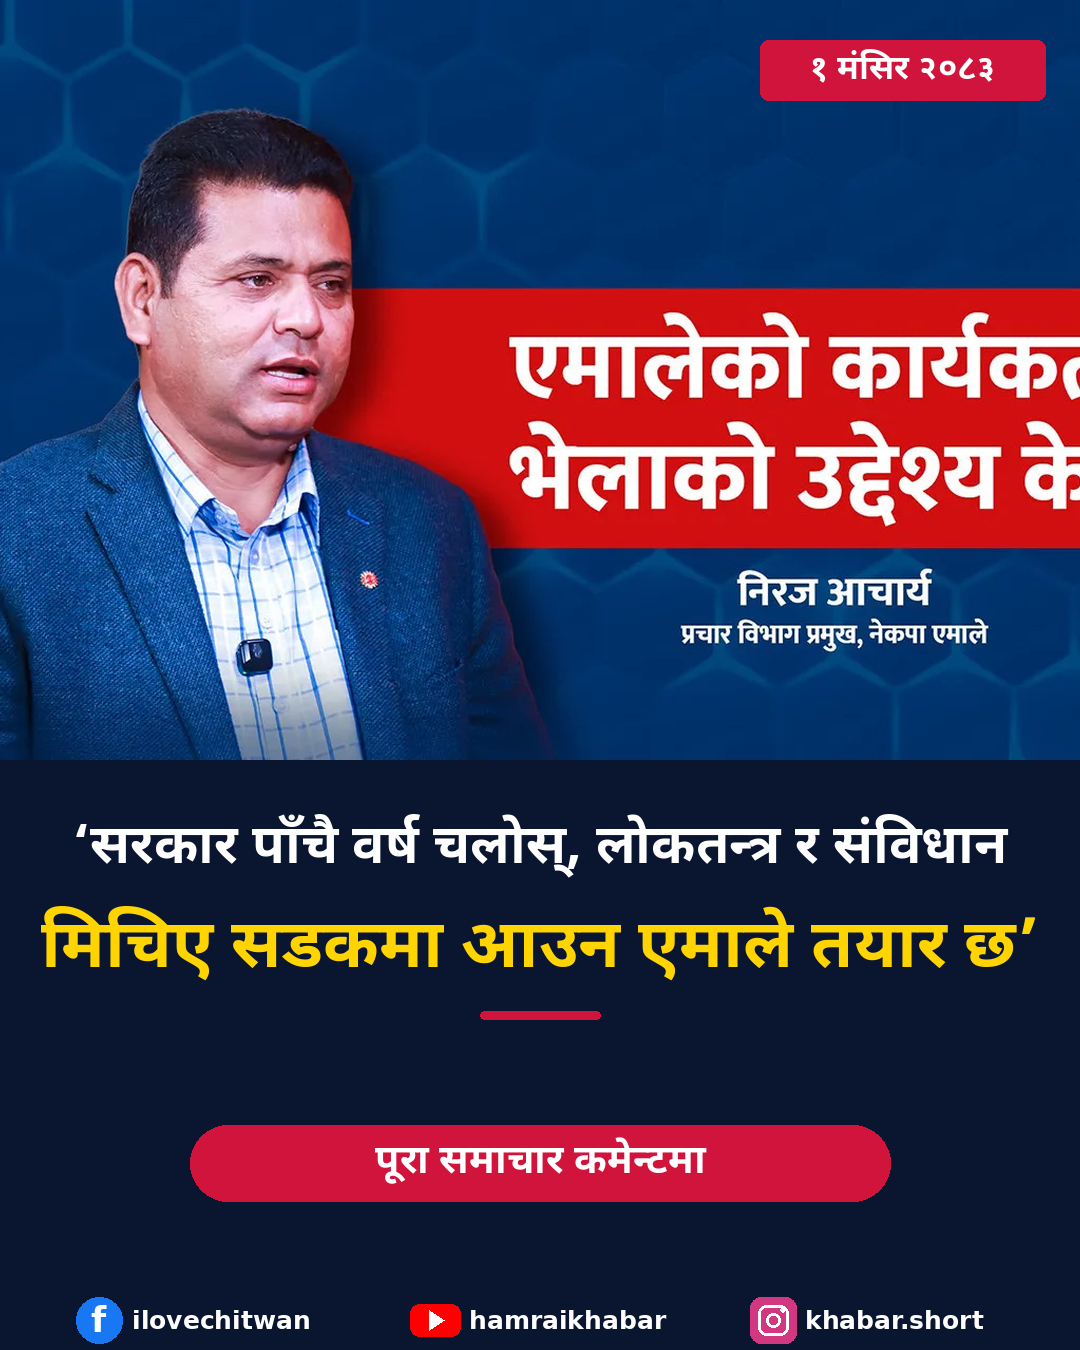 १ मंसिर २०८३
एमालेको
भेलाको उद्देश्य के
निरज आचार्य
प्रचार विभाग प्रमुख, नेकपा एमाले
‘सरकार पाँचै वर्ष चलोस्, लोकतन्त्र र संविधान
मिचिए सडकमा आउन एमाले तयार छ’
पूरा समाचार कमेन्टमा
ilovechitwan
hamraikhabar
khabar.short